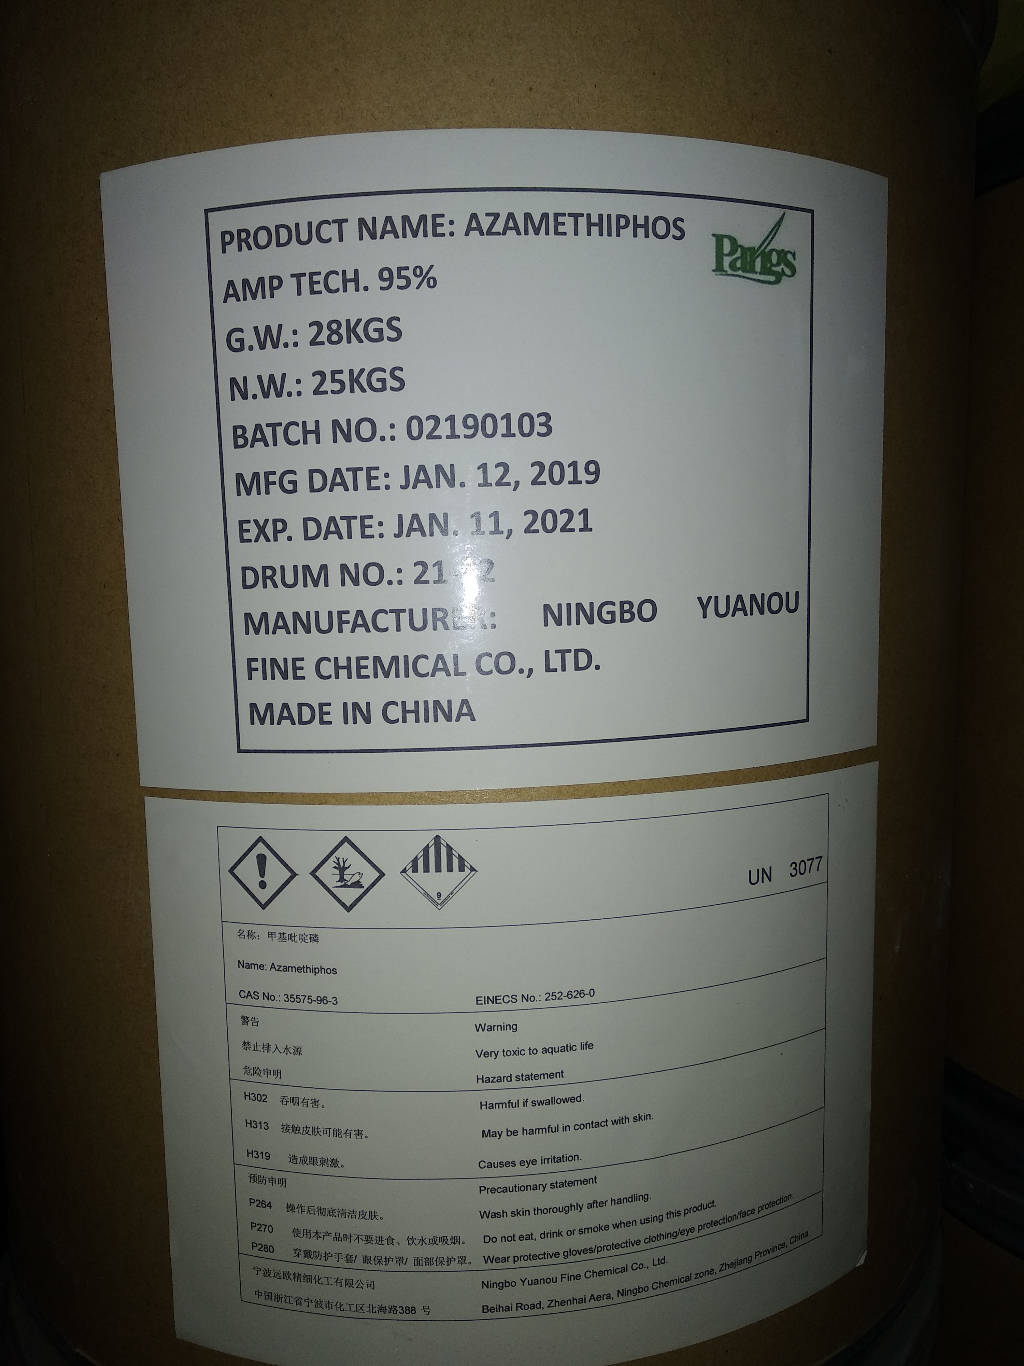 PRODUCT NAME: AZAMETHIPHOS
Pangs
AMP TECH. 95%
G.W.: 28KGS
N.W.: 25KGS
BATCH NO.: 02190103
MFG DATE: JAN. 12, 2019
EXP. DATE: JAN. 11, 2021
DRUM NO.:
MANUFACTURER: NINGBO YUANOU
FINE CHEMICAL CO., LTD.
MADE IN CHINA
9
UN 3077
名称：甲基吡啶磷
Name: Azamethiphos
CAS No.: 35575-96-3 EINECS No.: 252-626-0
警告 Warning
禁止排入水源 Very toxic to aquatic life
危险申明 Hazard statement
H302 吞咽有害。 Harmful if swallowed.
H313 接触皮肤可能有害。 May be harmful in contact with skin.
H319 造成眼刺激。 Causes eye irritation.
预防申明 Precautionary statement
P264 操作后彻底清洁皮肤。 Wash skin thoroughly after handling.
P270 使用本产品时不要进食、饮水或吸烟。 Do not eat, drink or smoke when using this product.
P280 穿戴防护手套/ 眼保护罩/ 面部保护罩。 Wear protective gloves/protective clothing/eye protection/face protection.
宁波远欧精细化工有限公司 Ningbo Yuanou Fine Chemical Co., Ltd.
中国浙江省宁波市化工区北海路388 号 Beihai Road, Zhenhai Aera, Ningbo Chemical zone, Zhejiang Province, China